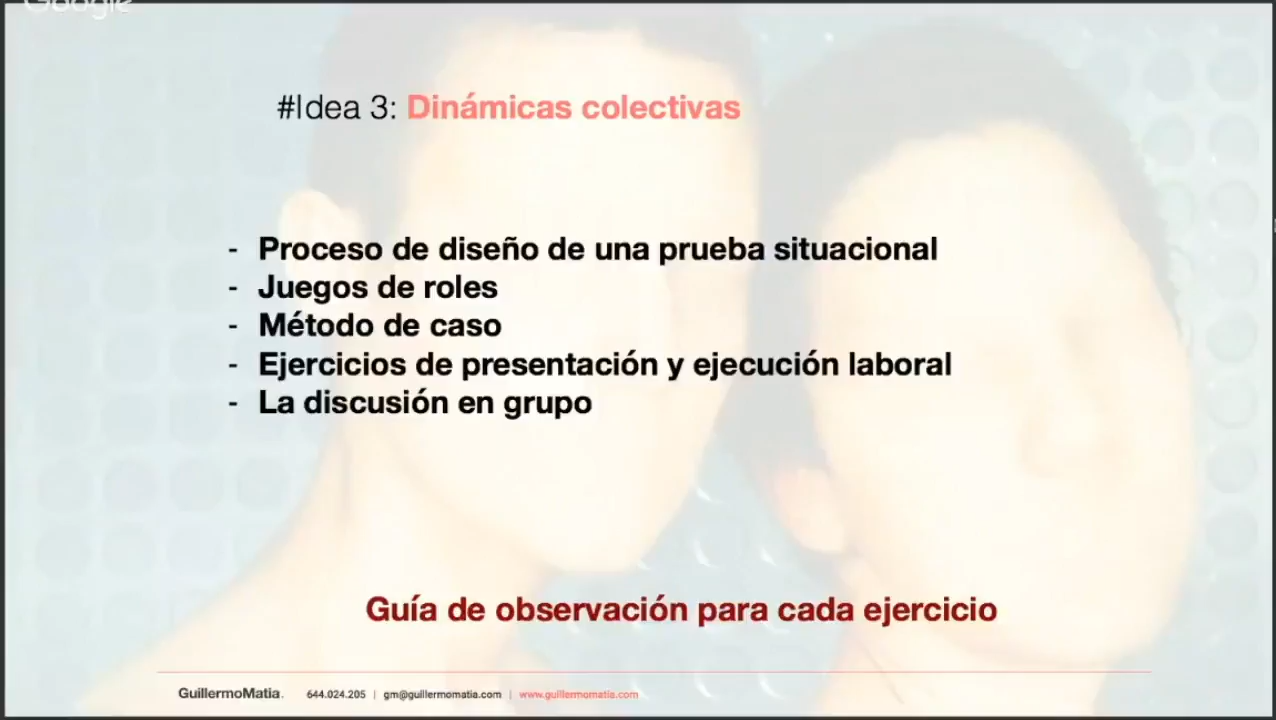 Google
#Idea 3: Dinámicas colectivas
- Proceso de diseño de una prueba situacional
- Juegos de roles
- Método de caso
- Ejercicios de presentación y ejecución laboral
- La discusión en grupo
Guía de observación para cada ejercicio
GuillermoMatia. 644.024.205 | gm@guillermomatia.com | www.guillermomatia.com